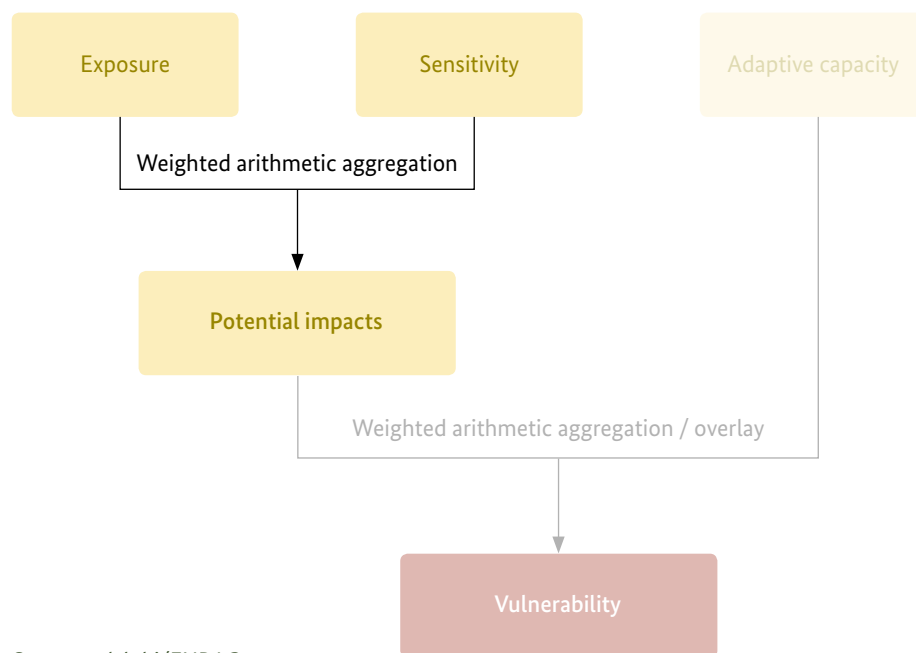 Exposure
Sensitivity
Adaptive capacity
Weighted arithmetic aggregation
Potential impacts
Weighted arithmetic aggregation / overlay
Vulnerability